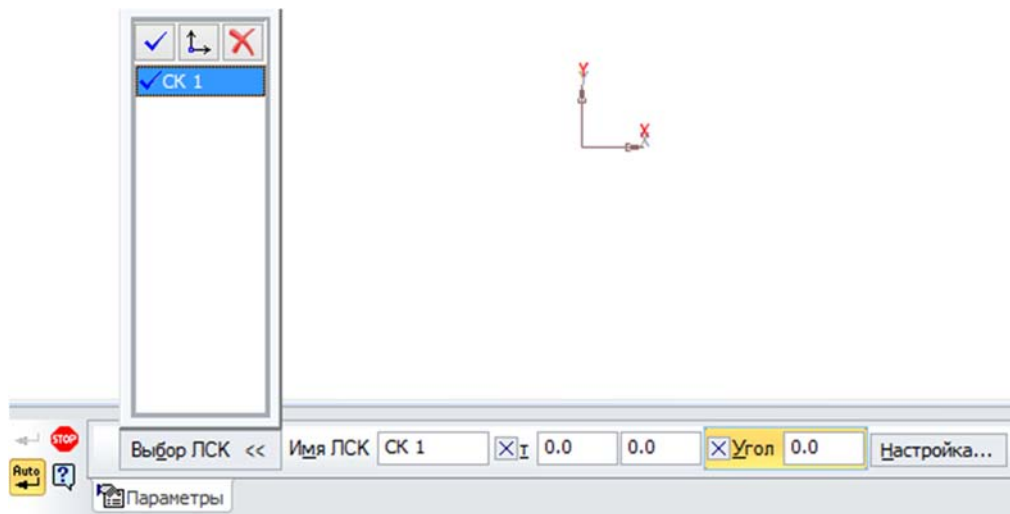 СК 1
Y
X
STOP
Выбор ЛСК << Имя ЛСК СК 1 т 0.0 0.0 Угол 0.0 Настройка...
Auto ?
Параметры